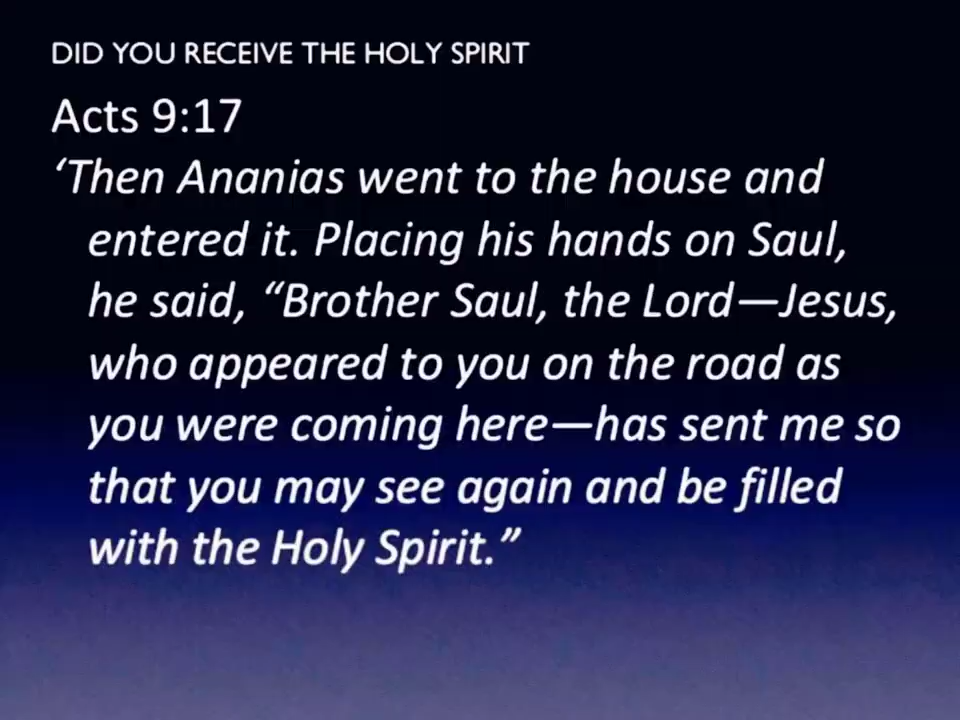 DID YOU RECEIVE THE HOLY SPIRIT
Acts 9:17
‘Then Ananias went to the house and
entered it. Placing his hands on Saul,
he said, “Brother Saul, the Lord—Jesus,
who appeared to you on the road as
you were coming here—has sent me so
that you may see again and be filled
with the Holy Spirit.”